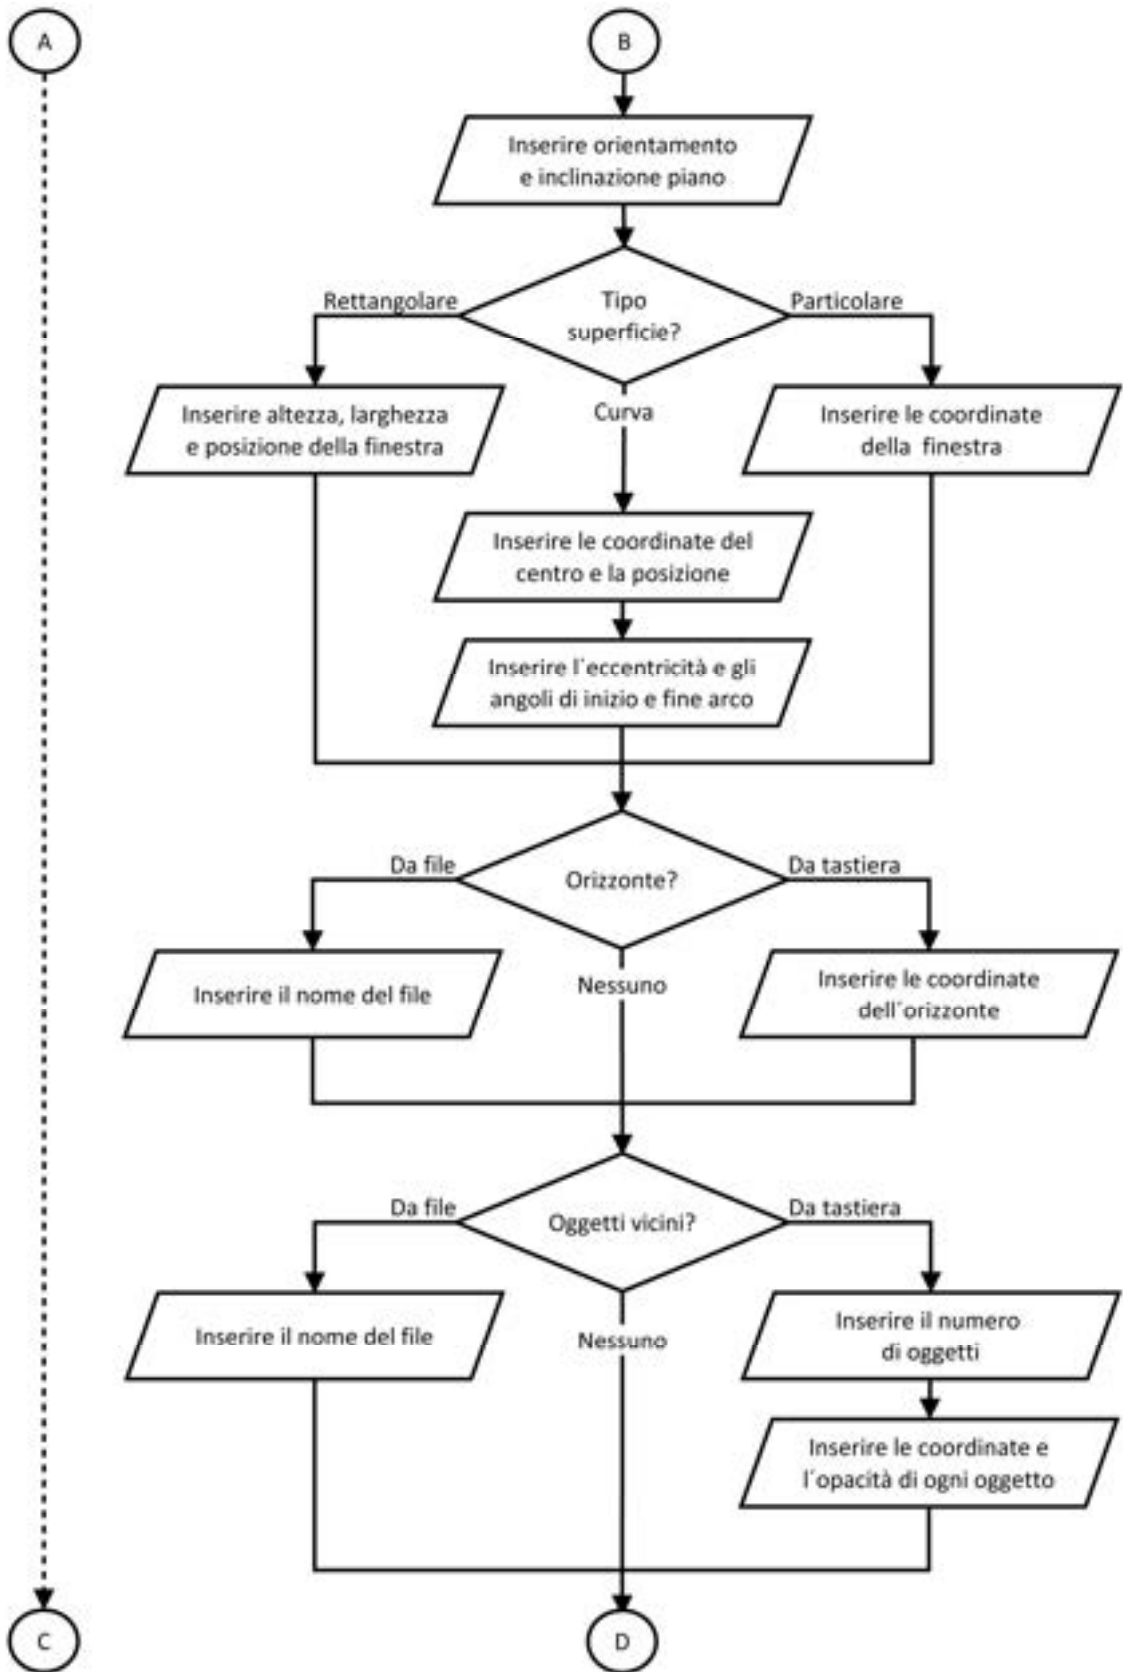 A
B
Inserire orientamento
e inclinazione piano
Rettangolare
Tipo
superficie?
Particolare
Inserire altezza, larghezza
e posizione della finestra
Curva
Inserire le coordinate
della finestra
Inserire le coordinate del
centro e la posizione
Inserire l´eccentricità e gli
angoli di inizio e fine arco
Da file
Orizzonte?
Da tastiera
Inserire il nome del file
Nessuno
Inserire le coordinate
dell´orizzonte
Da file
Oggetti vicini?
Da tastiera
Inserire il nome del file
Nessuno
Inserire il numero
di oggetti
Inserire le coordinate e
l´opacità di ogni oggetto
C
D